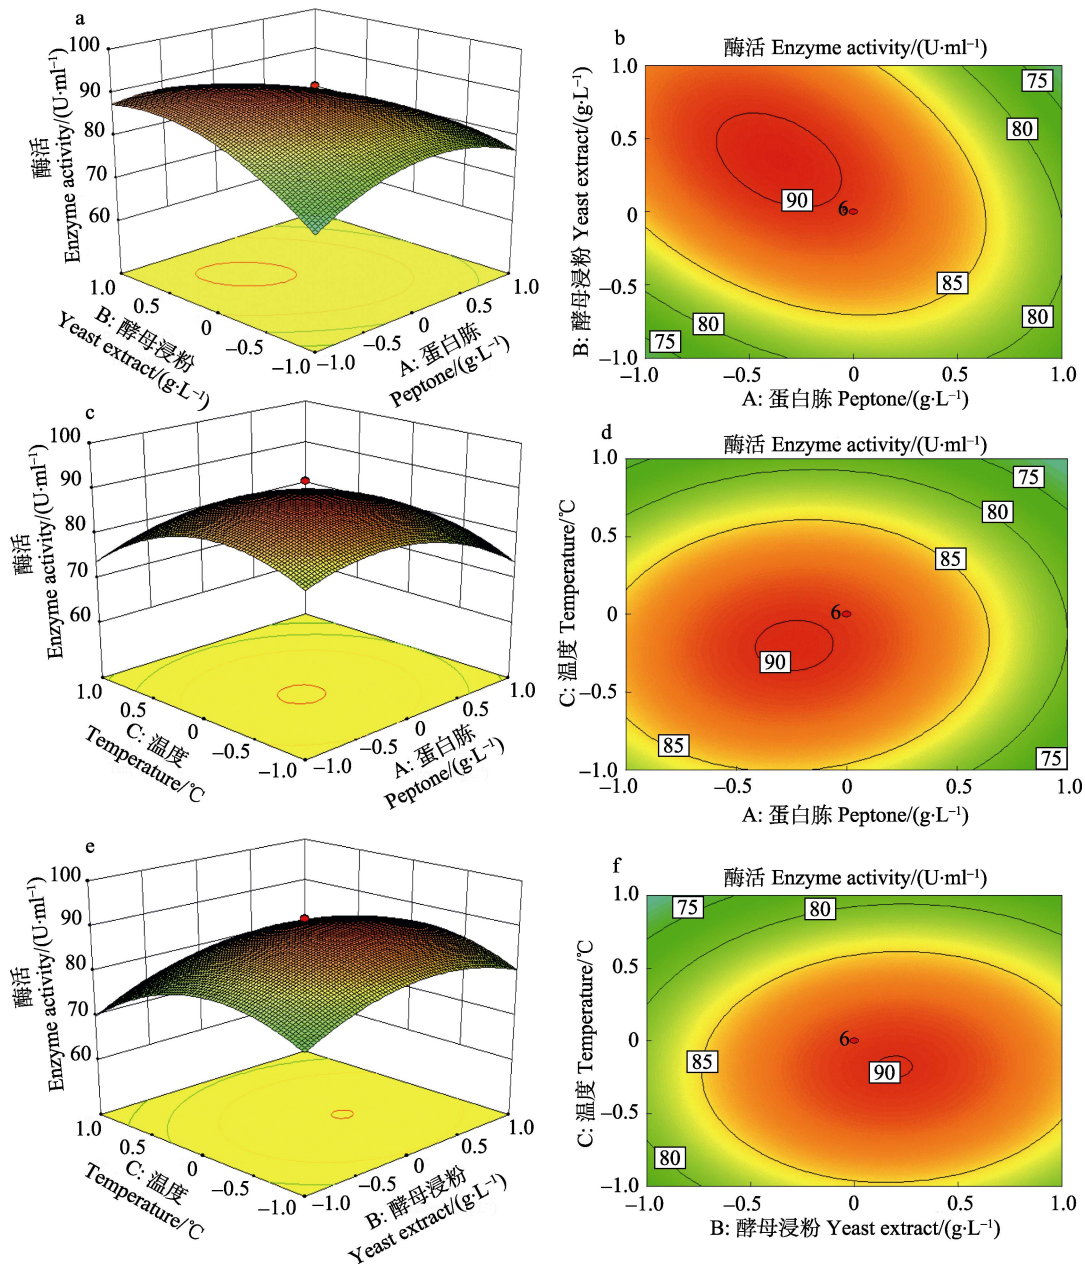 a
100
90
80
70
60
酶活
Enzyme activity/(U·ml⁻¹)
1.0
0.5
0
–0.5
–1.0
B: 酵母浸粉
Yeast extract/(g·L⁻¹)
–1.0
–0.5
0
0.5
1.0
A: 蛋白胨
Peptone/(g·L⁻¹)
b
酶活 Enzyme activity/(U·ml⁻¹)
1.0
0.5
0
–0.5
–1.0
B: 酵母浸粉 Yeast extract/(g·L⁻¹)
75
80
90
6
85
80
80
75
–1.0
–0.5
0
0.5
1.0
A: 蛋白胨 Peptone/(g·L⁻¹)
c
100
90
80
70
60
酶活
Enzyme activity/(U·ml⁻¹)
1.0
0.5
0
–0.5
–1.0
C: 温度
Temperature/℃
–1.0
–0.5
0
0.5
1.0
A: 蛋白胨
Peptone/(g·L⁻¹)
d
酶活 Enzyme activity/(U·ml⁻¹)
1.0
0.5
0
–0.5
–1.0
C: 温度 Temperature/℃
75
80
85
6
90
85
75
–1.0
–0.5
0
0.5
1.0
A: 蛋白胨 Peptone/(g·L⁻¹)
e
100
90
80
70
60
酶活
Enzyme activity/(U·ml⁻¹)
1.0
0.5
0
–0.5
–1.0
C: 温度
Temperature/℃
–1.0
–0.5
0
0.5
1.0
B: 酵母浸粉
Yeast extract/(g·L⁻¹)
f
酶活 Enzyme activity/(U·ml⁻¹)
1.0
0.5
0
–0.5
–1.0
C: 温度 Temperature/℃
75
80
6
85
90
80
–1.0
–0.5
0
0.5
1.0
B: 酵母浸粉 Yeast extract/(g·L⁻¹)